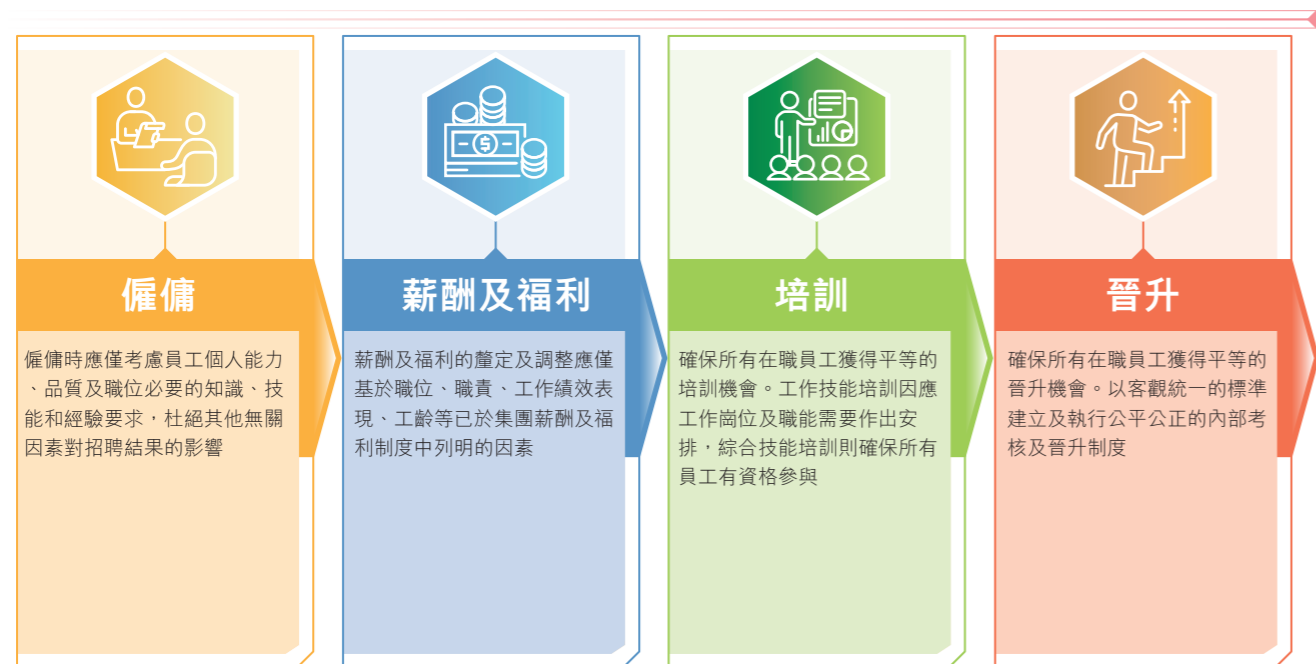 僱傭
僱傭時應僅考慮員工個人能力
、品質及職位必要的知識、技
能和經驗要求，杜絕其他無關
因素對招聘結果的影響
薪酬及福利
薪酬及福利的釐定及調整應僅
基於職位、職責、工作績效表
現、工齡等已於集團薪酬及福
利制度中列明的因素
培訓
確保所有在職員工獲得平等的
培訓機會。工作技能培訓因應
工作崗位及職能需要作出安
排，綜合技能培訓則確保所有
員工有資格參與
晉升
確保所有在職員工獲得平等的
晉升機會。以客觀統一的標準
建立及執行公平公正的內部考
核及晉升制度